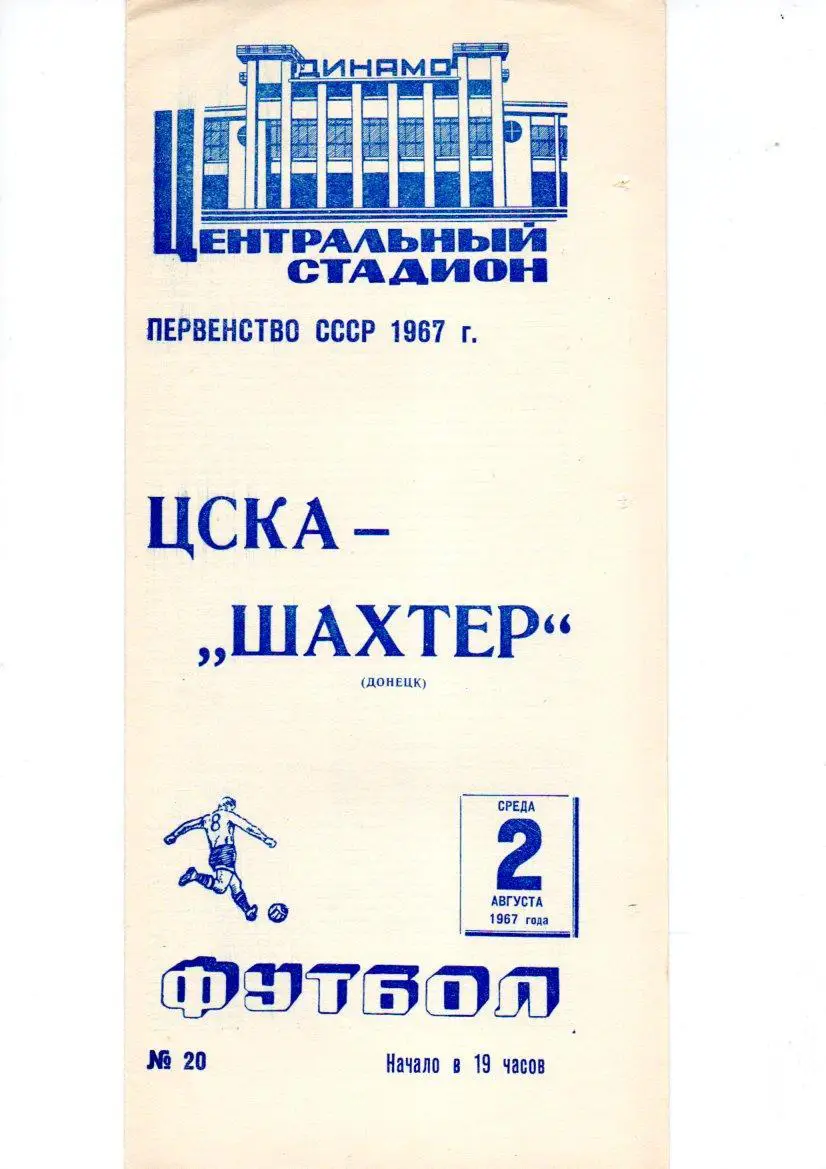 ДИНАМО
ЦЕНТРАЛЬНЫЙ
СТАДИОН
ПЕРВЕНСТВО СССР 1967 г.
ЦСКА –
„ШАХТЕР“
(ДОНЕЦК)
8
СРЕДА
2
АВГУСТА
1967 года
ФУТБОЛ
№ 20 Начало в 19 часов